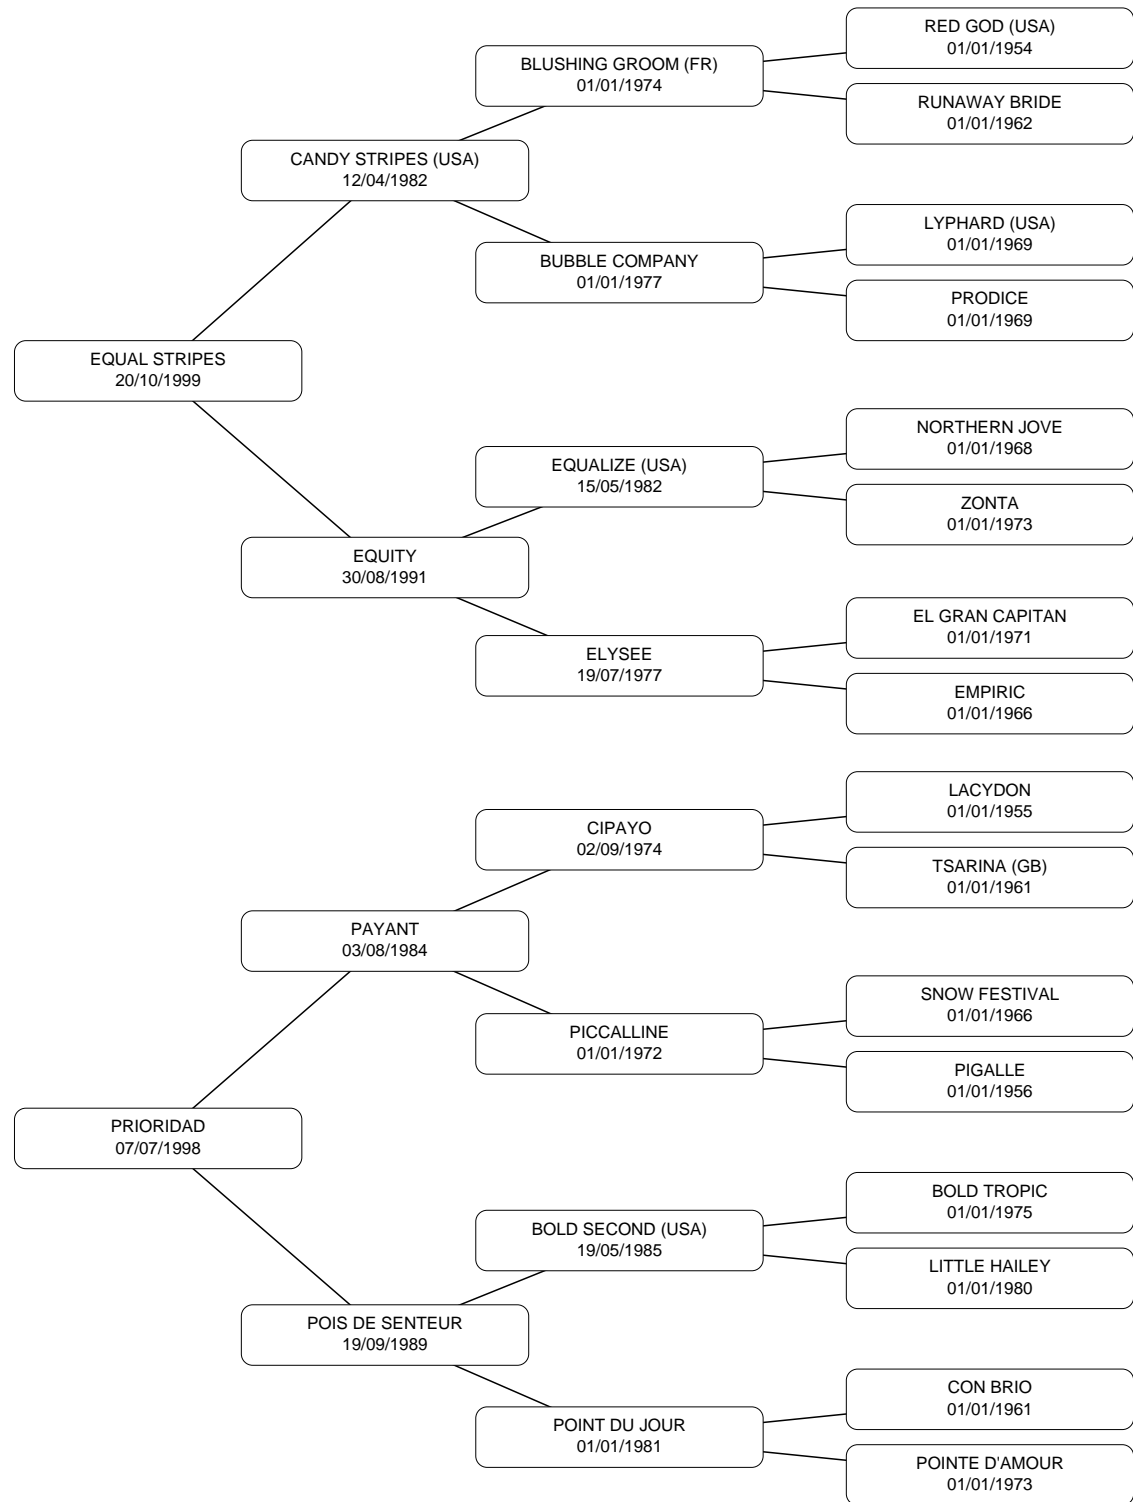 RED GOD (USA)
01/01/1954
BLUSHING GROOM (FR)
01/01/1974
RUNAWAY BRIDE
01/01/1962
CANDY STRIPES (USA)
12/04/1982
LYPHARD (USA)
01/01/1969
BUBBLE COMPANY
01/01/1977
PRODICE
01/01/1969
EQUAL STRIPES
20/10/1999
NORTHERN JOVE
01/01/1968
EQUALIZE (USA)
15/05/1982
ZONTA
01/01/1973
EQUITY
30/08/1991
EL GRAN CAPITAN
01/01/1971
ELYSEE
19/07/1977
EMPIRIC
01/01/1966
LACYDON
01/01/1955
CIPAYO
02/09/1974
TSARINA (GB)
01/01/1961
PAYANT
03/08/1984
SNOW FESTIVAL
01/01/1966
PICCALLINE
01/01/1972
PIGALLE
01/01/1956
PRIORIDAD
07/07/1998
BOLD TROPIC
01/01/1975
BOLD SECOND (USA)
19/05/1985
LITTLE HAILEY
01/01/1980
POIS DE SENTEUR
19/09/1989
CON BRIO
01/01/1961
POINT DU JOUR
01/01/1981
POINTE D'AMOUR
01/01/1973